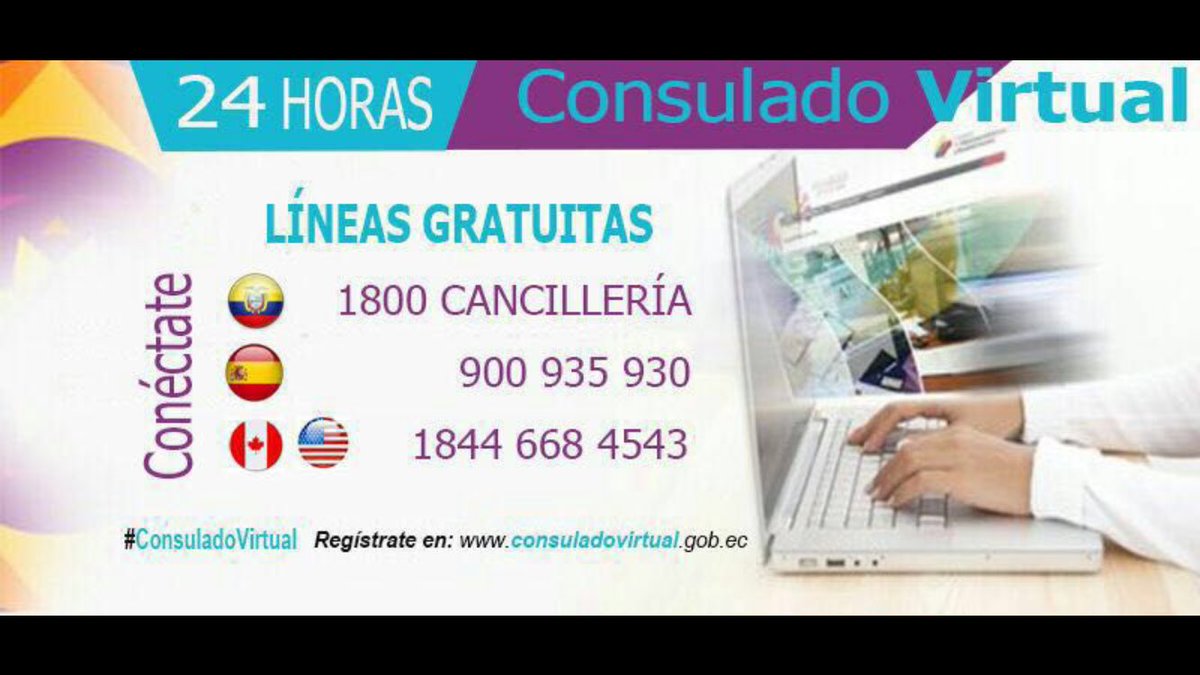 24 HORAS
Consulado Virtual
LÍNEAS GRATUITAS
Conéctate
1800 CANCILLERÍA
900 935 930
1844 668 4543
#ConsuladoVirtual Regístrate en: www.consuladovirtual.gob.ec